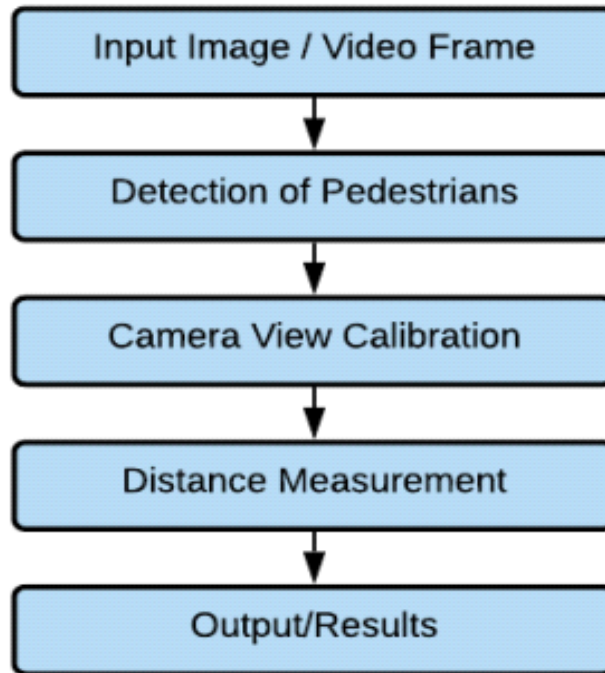 Input Image / Video Frame
Detection of Pedestrians
Camera View Calibration
Distance Measurement
Output/Results